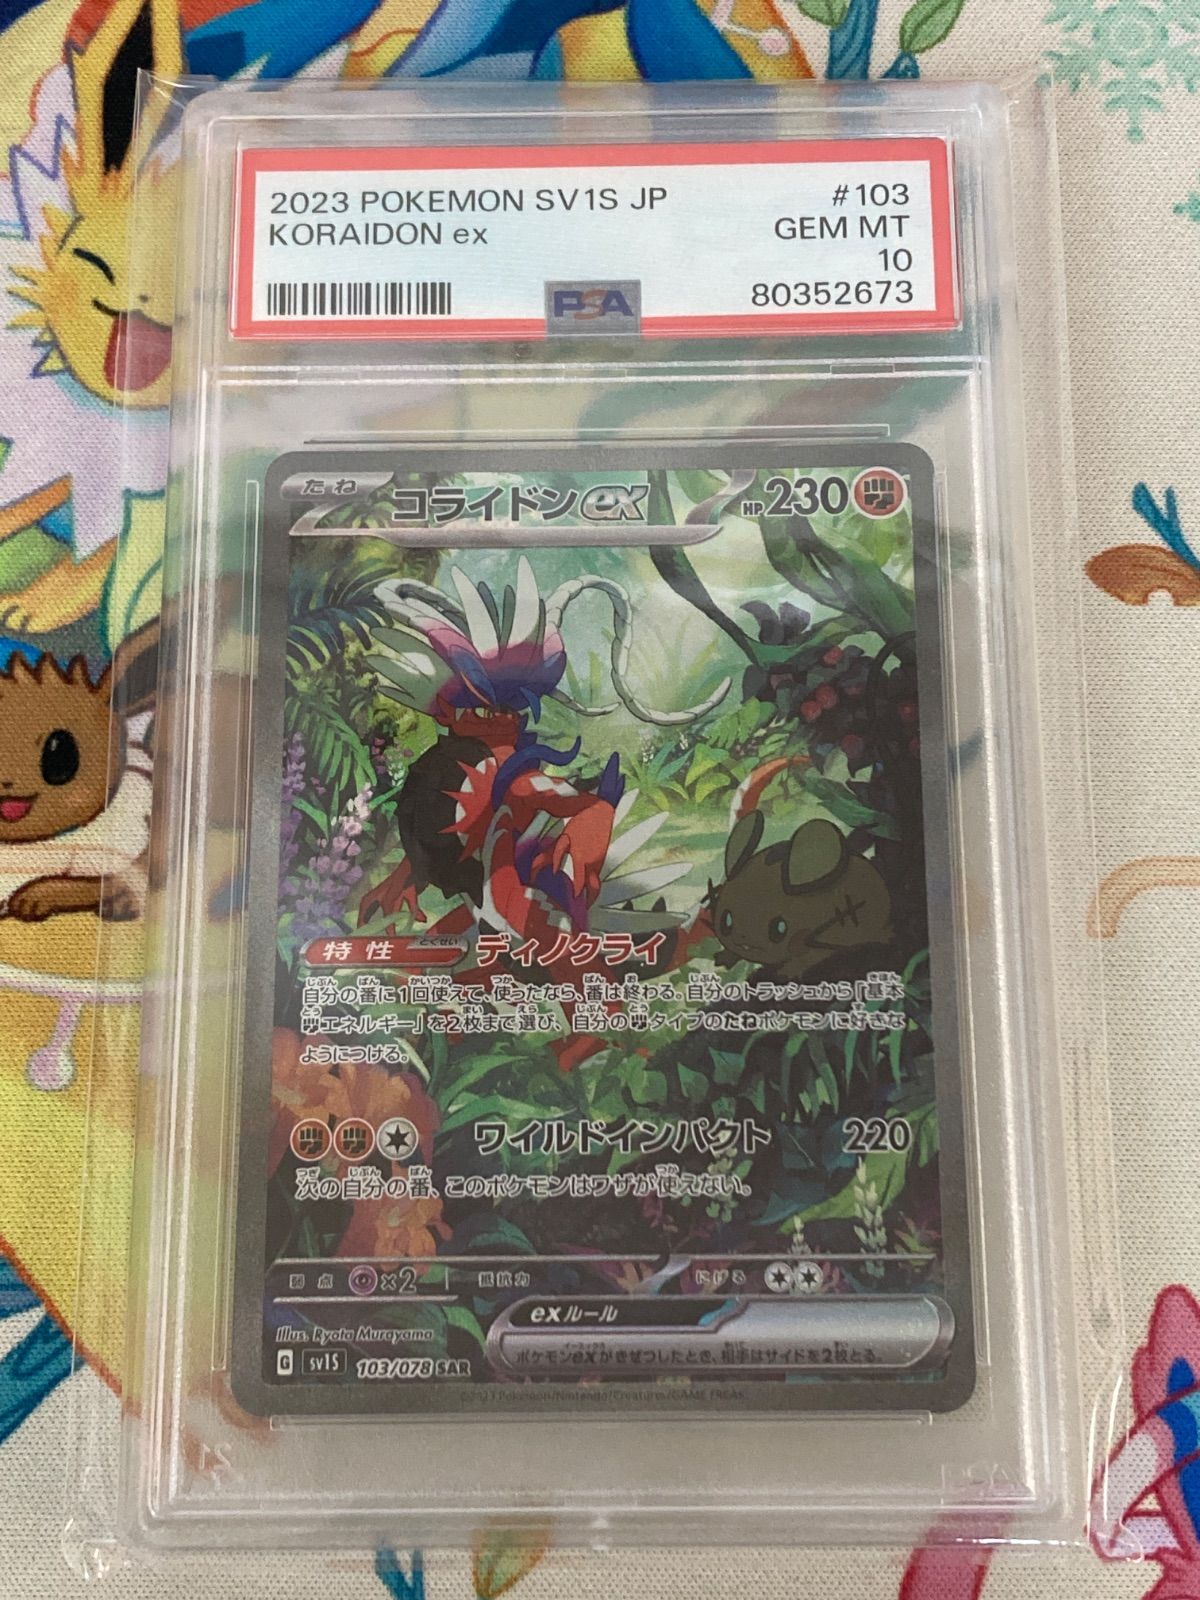 2023 POKEMON SV1S JP #103
KORAIDON ex GEM MT
10
PSA 80352673
たね コライドンex HP230
特性 とくせい ディノクライ
自分の番に1回使えて、使ったなら、番は終わる。自分のトラッシュから「基本
エネルギー」を2枚まで選び、自分の タイプのたねポケモンに好きな
ようにつける。
ワイルドインパクト 220
次の自分の番、このポケモンはワザが使えない。
弱点 ×2 抵抗力 にげる
exルール
ポケモンexがきぜつしたとき、相手はサイドを2枚とる。
Illus. Ryota Murayama
G SV1S 103/078 SAR
©2023 Pokémon/Nintendo/Creatures/GAME FREAK